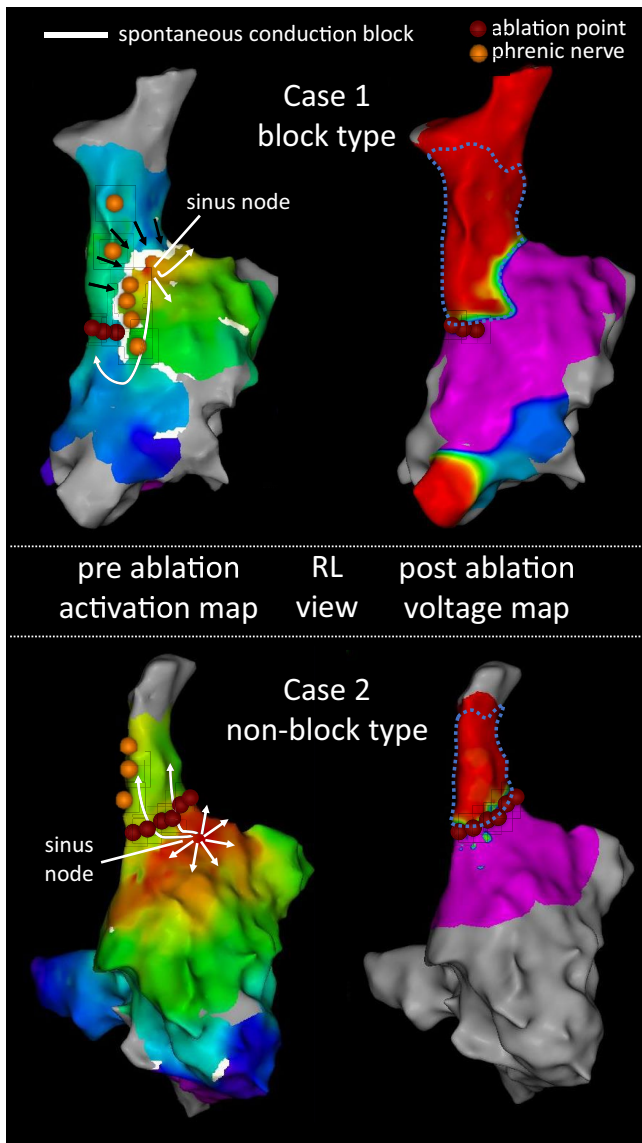 spontaneous conduction block
ablation point
phrenic nerve
Case 1
block type
sinus node
pre ablation
activation map
RL
view
post ablation
voltage map
Case 2
non-block type
sinus
node